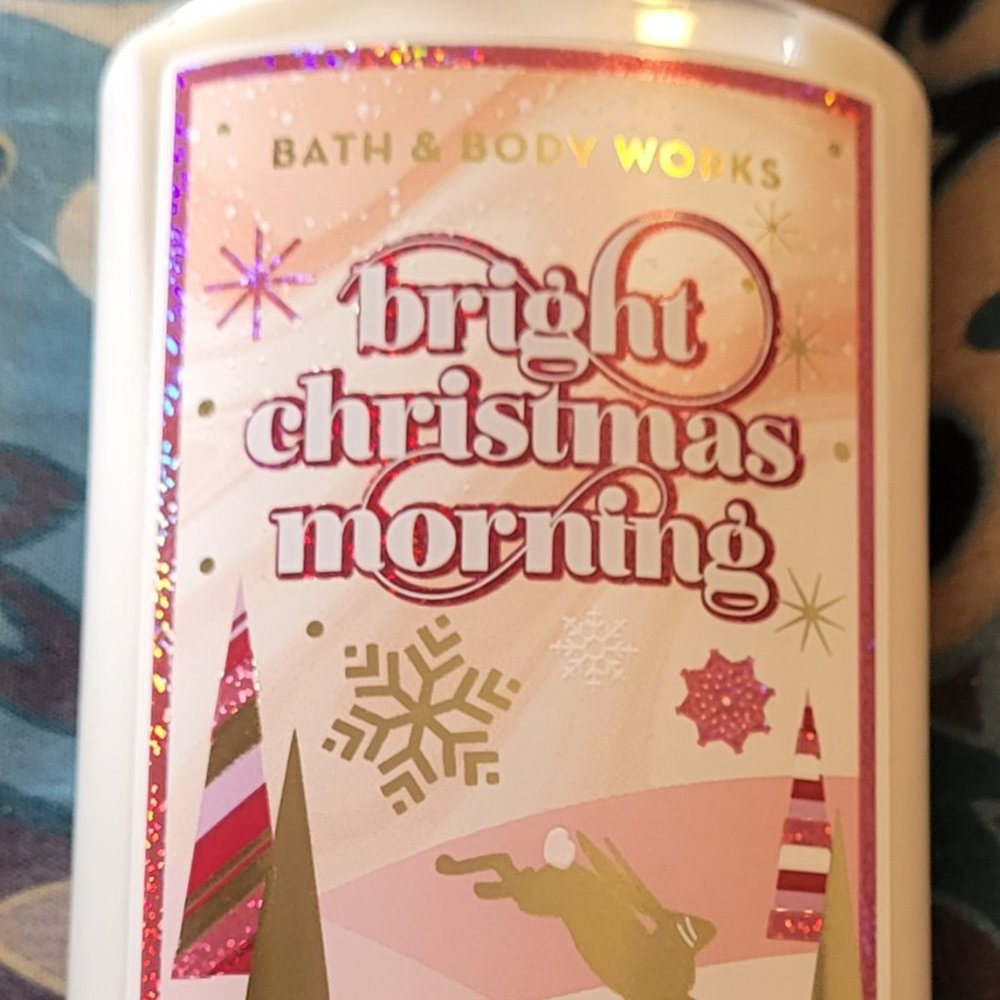 BATH & BODY WORKS
bright
christmas
morning